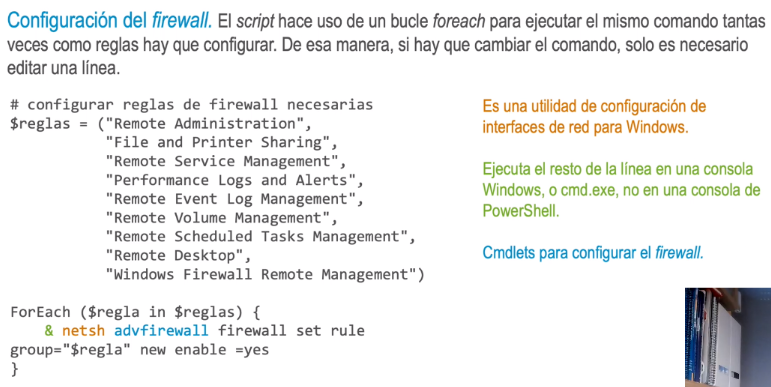 Configuración del firewall. El script hace uso de un bucle foreach para ejecutar el mismo comando tantas
veces como reglas hay que configurar. De esa manera, si hay que cambiar el comando, solo es necesario
editar una línea.
# configurar reglas de firewall necesarias
$reglas = ("Remote Administration",
"File and Printer Sharing",
"Remote Service Management",
"Performance Logs and Alerts",
"Remote Event Log Management",
"Remote Volume Management",
"Remote Scheduled Tasks Management",
"Remote Desktop",
"Windows Firewall Remote Management")
ForEach ($regla in $reglas) {
& netsh advfirewall firewall set rule
group="$regla" new enable =yes
}
Es una utilidad de configuración de
interfaces de red para Windows.
Ejecuta el resto de la línea en una consola
Windows, o cmd.exe, no en una consola de
PowerShell.
Cmdlets para configurar el firewall.